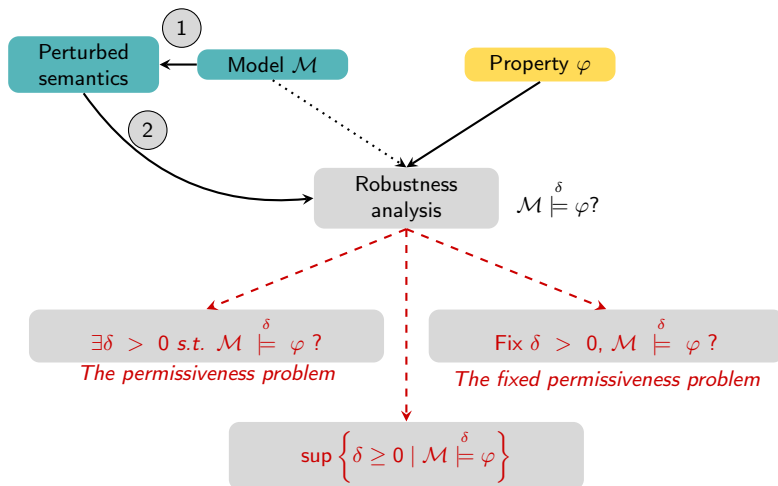 1
Perturbed
semantics
Model ℳ
Property φ
2
Robustness
analysis
ℳ ⊨^δ φ?
∃δ > 0 s.t. ℳ ⊨^δ φ ?
The permissiveness problem
Fix δ > 0, ℳ ⊨^δ φ ?
The fixed permissiveness problem
sup {δ ≥ 0 | ℳ ⊨^δ φ}